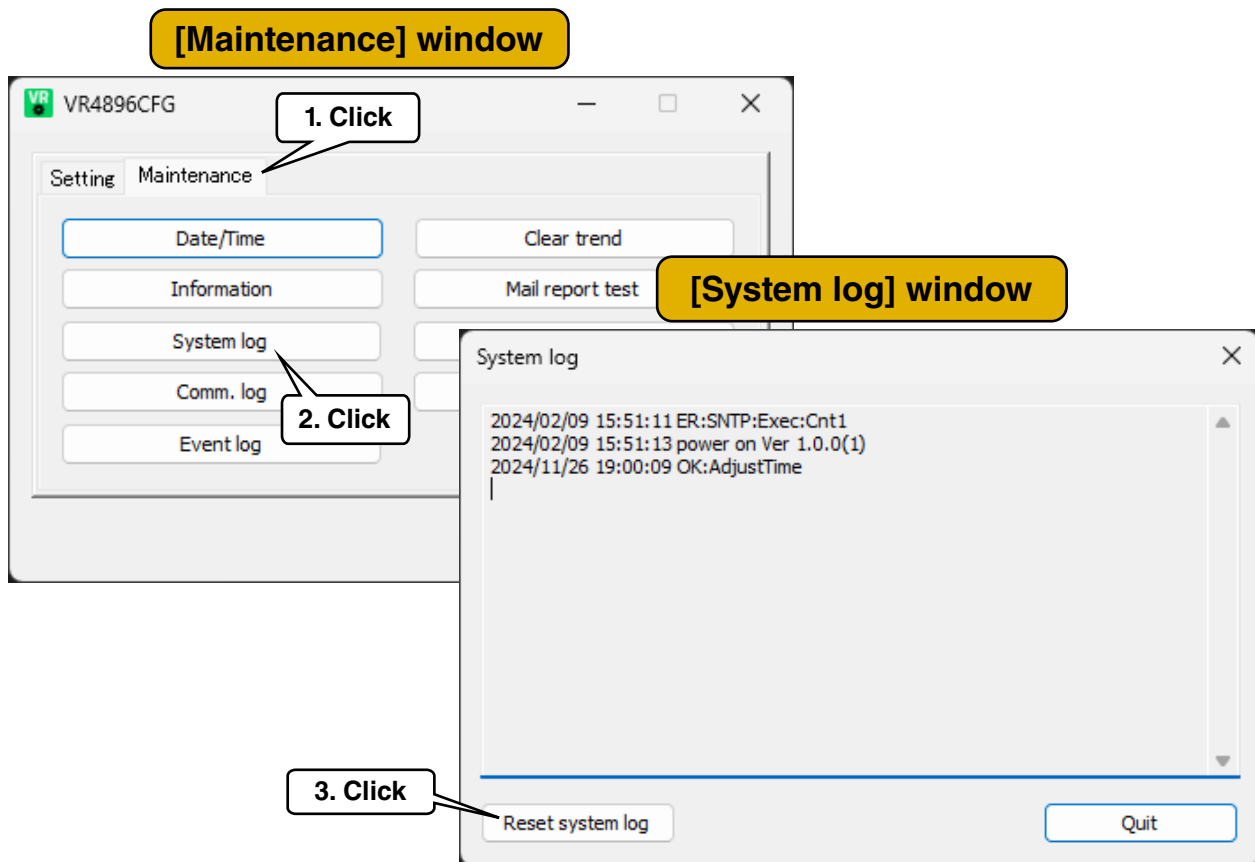 [Maintenance] window
VR
VR4896CFG
1. Click
Setting
Maintenance
Date/Time
Clear trend
Information
Mail report test
[System log] window
System log
Comm. log
2. Click
Event log
System log
2024/02/09 15:51:11 ER:SNTP:Exec:Cnt1
2024/02/09 15:51:13 power on Ver 1.0.0(1)
2024/11/26 19:00:09 OK:AdjustTime
3. Click
Reset system log
Quit